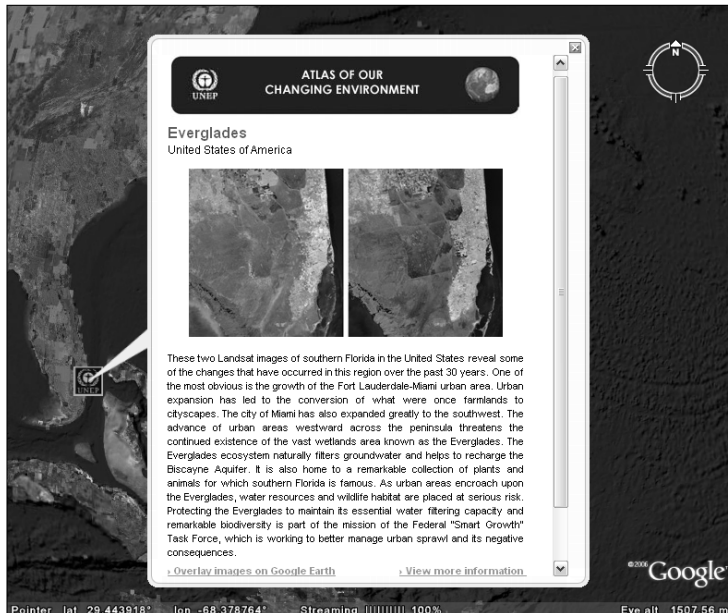 UNEP
ATLAS OF OUR
CHANGING ENVIRONMENT
Everglades
United States of America
These two Landsat images of southern Florida in the United States reveal some
of the changes that have occurred in this region over the past 30 years. One of
the most obvious is the growth of the Fort Lauderdale-Miami urban area. Urban
expansion has led to the conversion of what were once farmlands to
cityscapes. The city of Miami has also expanded greatly to the southwest. The
advance of urban areas westward across the peninsula threatens the
continued existence of the vast wetlands area known as the Everglades. The
Everglades ecosystem naturally filters groundwater and helps to recharge the
Biscayne Aquifer. It is also home to a remarkable collection of plants and
animals for which southern Florida is famous. As urban areas encroach upon
the Everglades, water resources and wildlife habitat are placed at serious risk.
Protecting the Everglades to maintain its essential water filtering capacity and
remarkable biodiversity is part of the mission of the Federal "Smart Growth"
Task Force, which is working to better manage urban sprawl and its negative
consequences.
› Overlay images on Google Earth › View more information
N
UNEP
©2006 Google™
Pointer lat 29.443918° lon -68.378764° Streaming ||||||||| 100% Eye alt 1507.56 m